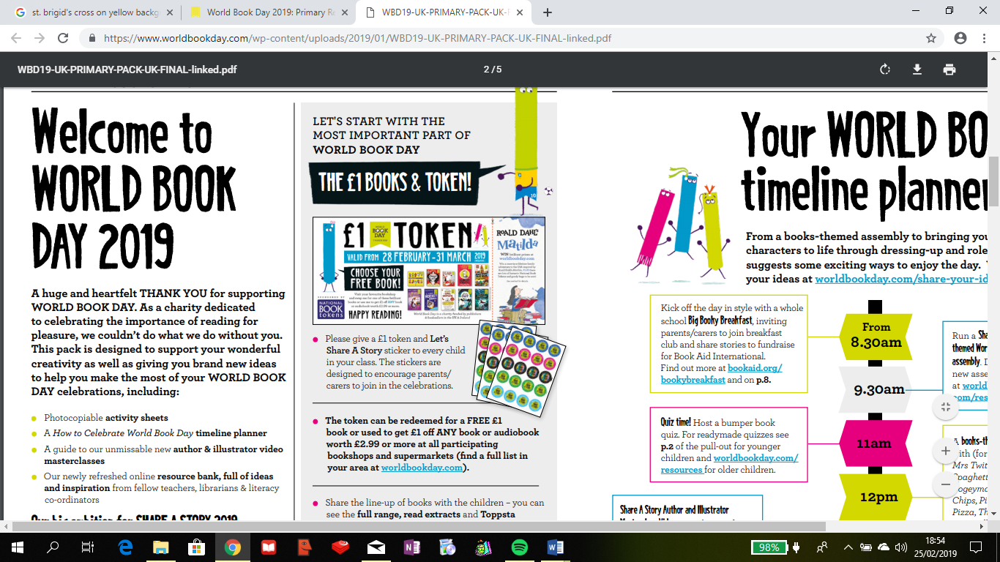 st. brigid's cross on yellow backg
World Book Day 2019: Primary R
WBD19-UK-PRIMARY-PACK-UK-F
https://www.worldbookday.com/wp-content/uploads/2019/01/WBD19-UK-PRIMARY-PACK-UK-FINAL-linked.pdf
WBD19-UK-PRIMARY-PACK-UK-FINAL-linked.pdf
2 / 5
Welcome to
WORLD BOOK
DAY 2019
A huge and heartfelt THANK YOU for supporting
WORLD BOOK DAY. As a charity dedicated
to celebrating the importance of reading for
pleasure, we couldn't do what we do without you.
This pack is designed to support your wonderful
creativity as well as giving you brand new ideas
to help you make the most of your WORLD BOOK
DAY celebrations, including:
Photocopiable activity sheets
A How to Celebrate World Book Day timeline planner
A guide to our unmissable new author & illustrator video
masterclasses
Our newly refreshed online resource bank, full of ideas
and inspiration from fellow teachers, librarians & literacy
co-ordinators
Our big ambition for SHARE A STORY 2019
LET'S START WITH THE
MOST IMPORTANT PART OF
WORLD BOOK DAY
THE £1 BOOKS & TOKEN!
10
£1 WORLD BOOK DAY TOKEN
VALID FROM 28 FEBRUARY–31 MARCH 2019
CHOOSE YOUR
FREE BOOK!
SPONSORED BY
NATIONAL
BOOK
tokens
HAPPY READING!
ROALD DAHL'S
Matilda
Please give a £1 token and Let's
Share A Story sticker to every child
in your class. The stickers are
designed to encourage parents/
carers to join in the celebrations.
The token can be redeemed for a FREE £1
book or used to get £1 off ANY book or audiobook
worth £2.99 or more at all participating
bookshops and supermarkets (find a full list in
your area at worldbookday.com).
Share the line-up of books with the children – you can
see the full range, read extracts and Toppsta
Your WORLD BO
timeline planner
From a books-themed assembly to bringing you
characters to life through dressing-up and role
suggests some exciting ways to enjoy the day.
your ideas at worldbookday.com/share-your-id
Kick off the day in style with a whole
school Big Booky Breakfast, inviting
parents/carers to join breakfast
club and share stories to fundraise
for Book Aid International.
Find out more at bookaid.org/
bookybreakfast and on p.8.
From
8.30am
Run a Sha
themed Wor
assembly. D
new asse
at world
om/res
9.30am
Quiz time! Host a bumper book
quiz. For readymade quizzes see
p.2 of the pull-out for younger
children and worldbookday.com/
resources for older children.
11am
A books-th
ith (for
Mrs Twit
Spaghett
ogeyma
Chips, Pi
Pizza, Th
12pm
Share A Story Author and Illustrator
98%
18:54
25/02/2019